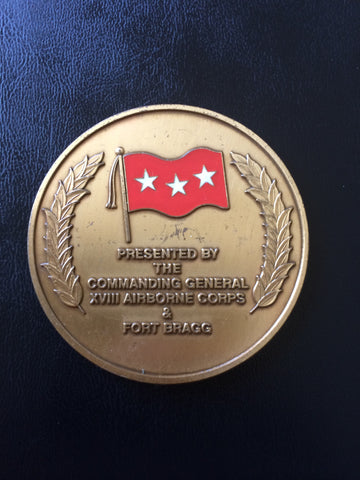 PRESENTED BY
THE
COMMANDING GENERAL
XVIII AIRBORNE CORPS
&
FORT BRAGG